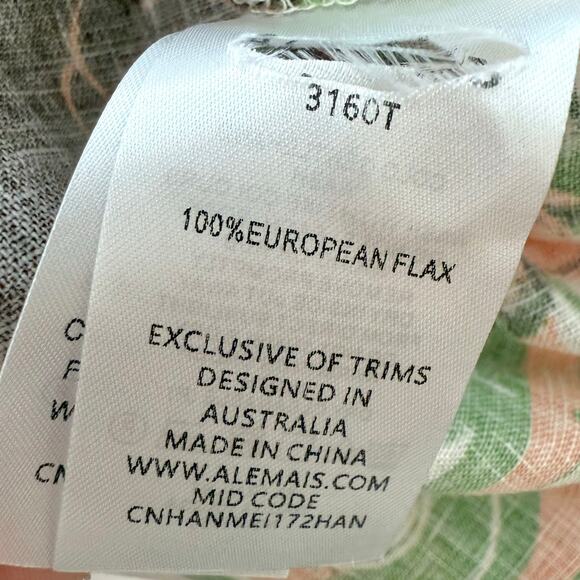 3160T
100%EUROPEAN FLAX
EXCLUSIVE OF TRIMS
DESIGNED IN
AUSTRALIA
MADE IN CHINA
WWW.ALEMAIS.COM
MID CODE
CNHANMEI172HAN